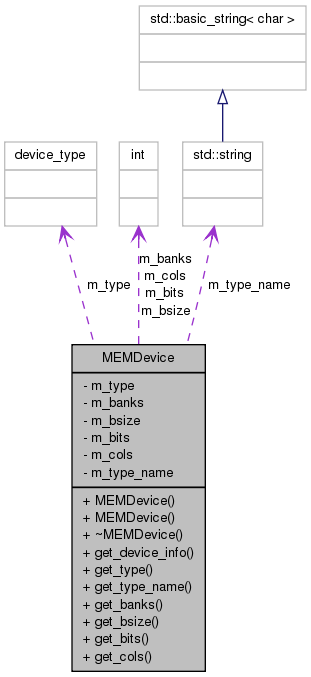 std::basic_string< char >
device_type
int
std::string
m_type
m_banks
m_cols
m_bits
m_bsize
m_type_name
MEMDevice
- m_type
- m_banks
- m_bsize
- m_bits
- m_cols
- m_type_name
+ MEMDevice()
+ MEMDevice()
+ ~MEMDevice()
+ get_device_info()
+ get_type()
+ get_type_name()
+ get_banks()
+ get_bsize()
+ get_bits()
+ get_cols()